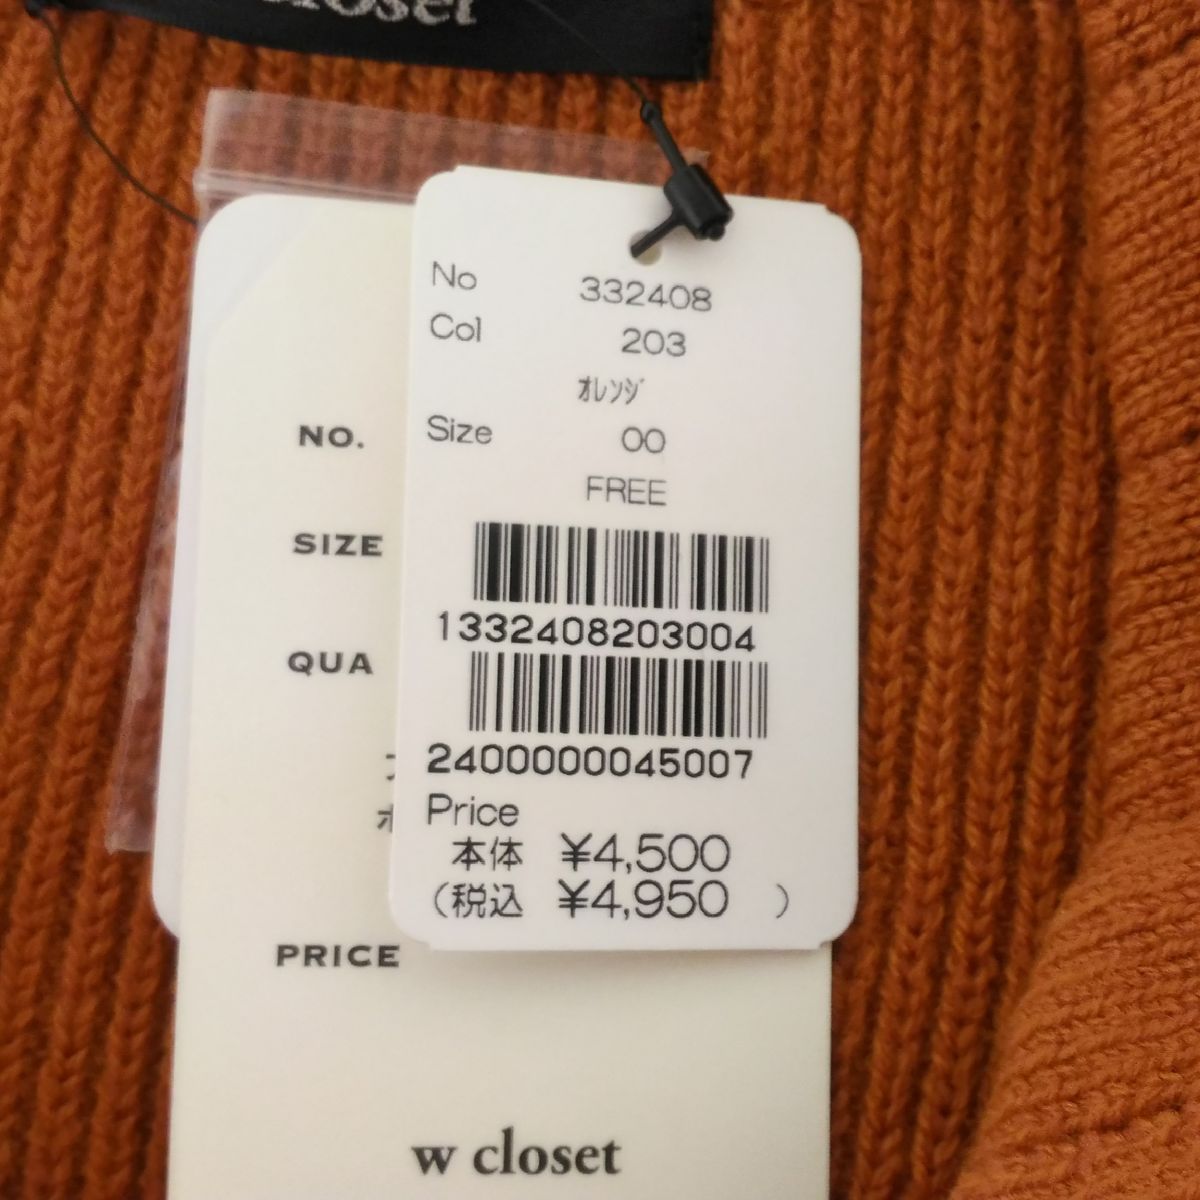 closet
No 332408
Col 203
ｵﾚﾝｼﾞ
Size 00
FREE
1332408203004
2400000045007
Price
本体 ¥4,500
(税込 ¥4,950 )
NO.
SIZE
QUA
PRICE
w closet